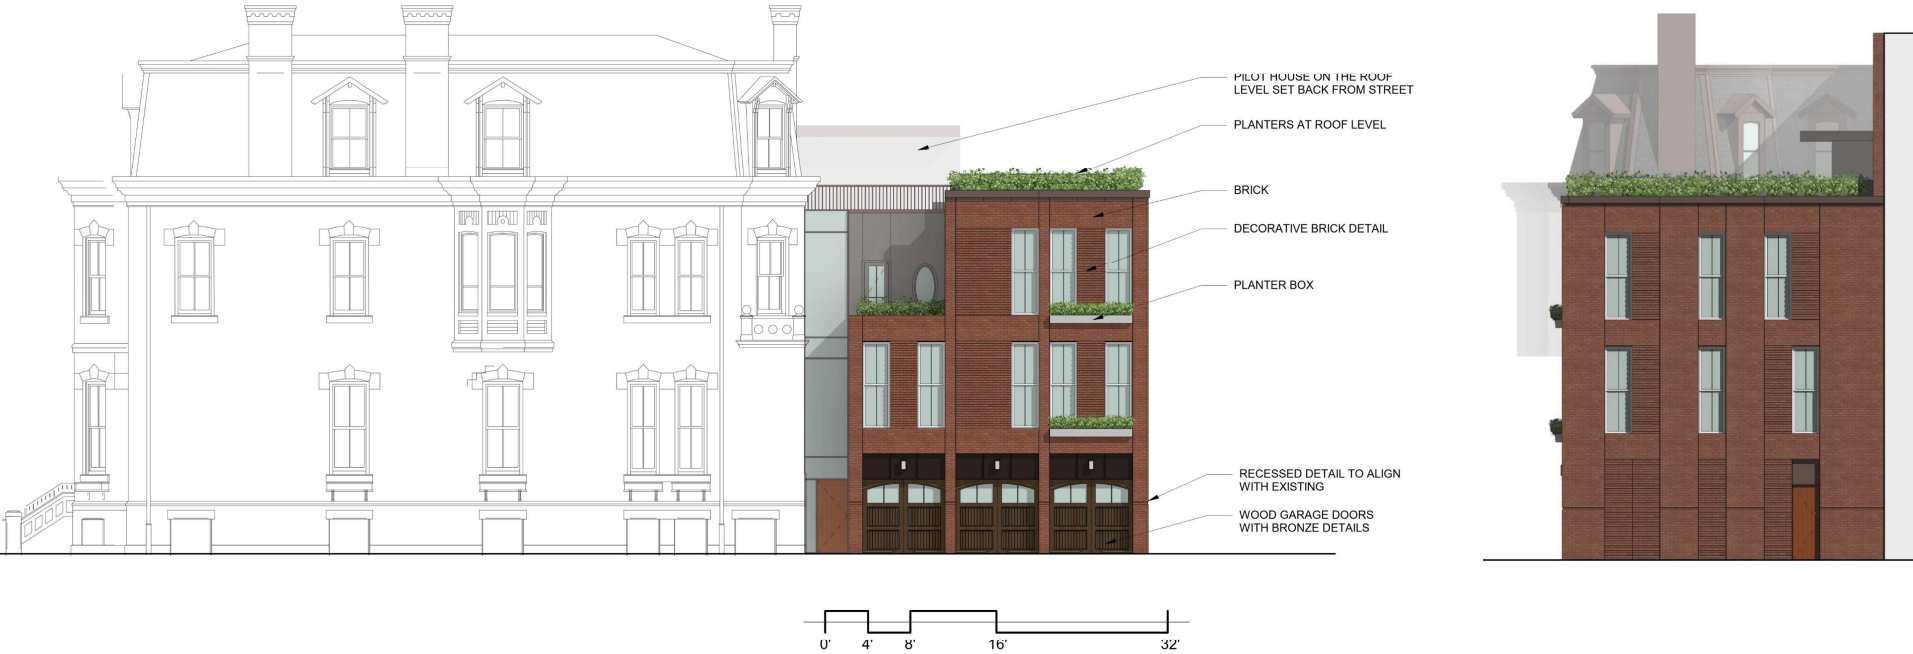 PILOT HOUSE ON THE ROOF
LEVEL SET BACK FROM STREET
PLANTERS AT ROOF LEVEL
BRICK
DECORATIVE BRICK DETAIL
PLANTER BOX
RECESSED DETAIL TO ALIGN
WITH EXISTING
WOOD GARAGE DOORS
WITH BRONZE DETAILS
0' 4' 8' 16' 32'